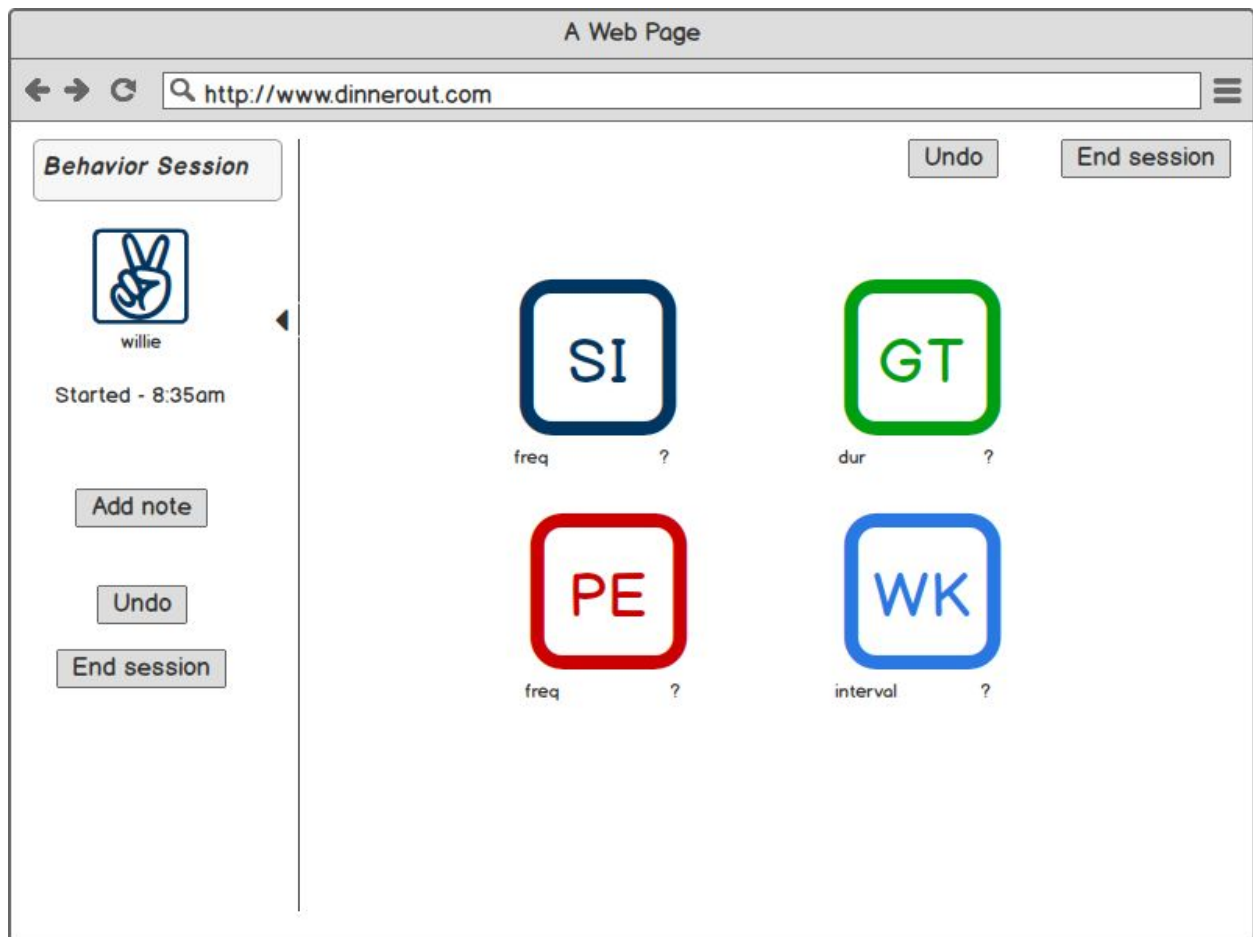 A Web Page
http://www.dinnerout.com
Behavior Session
willie
Started - 8:35am
Add note
Undo
End session
Undo End session
SI GT
freq ? dur ?
PE WK
freq ? interval ?